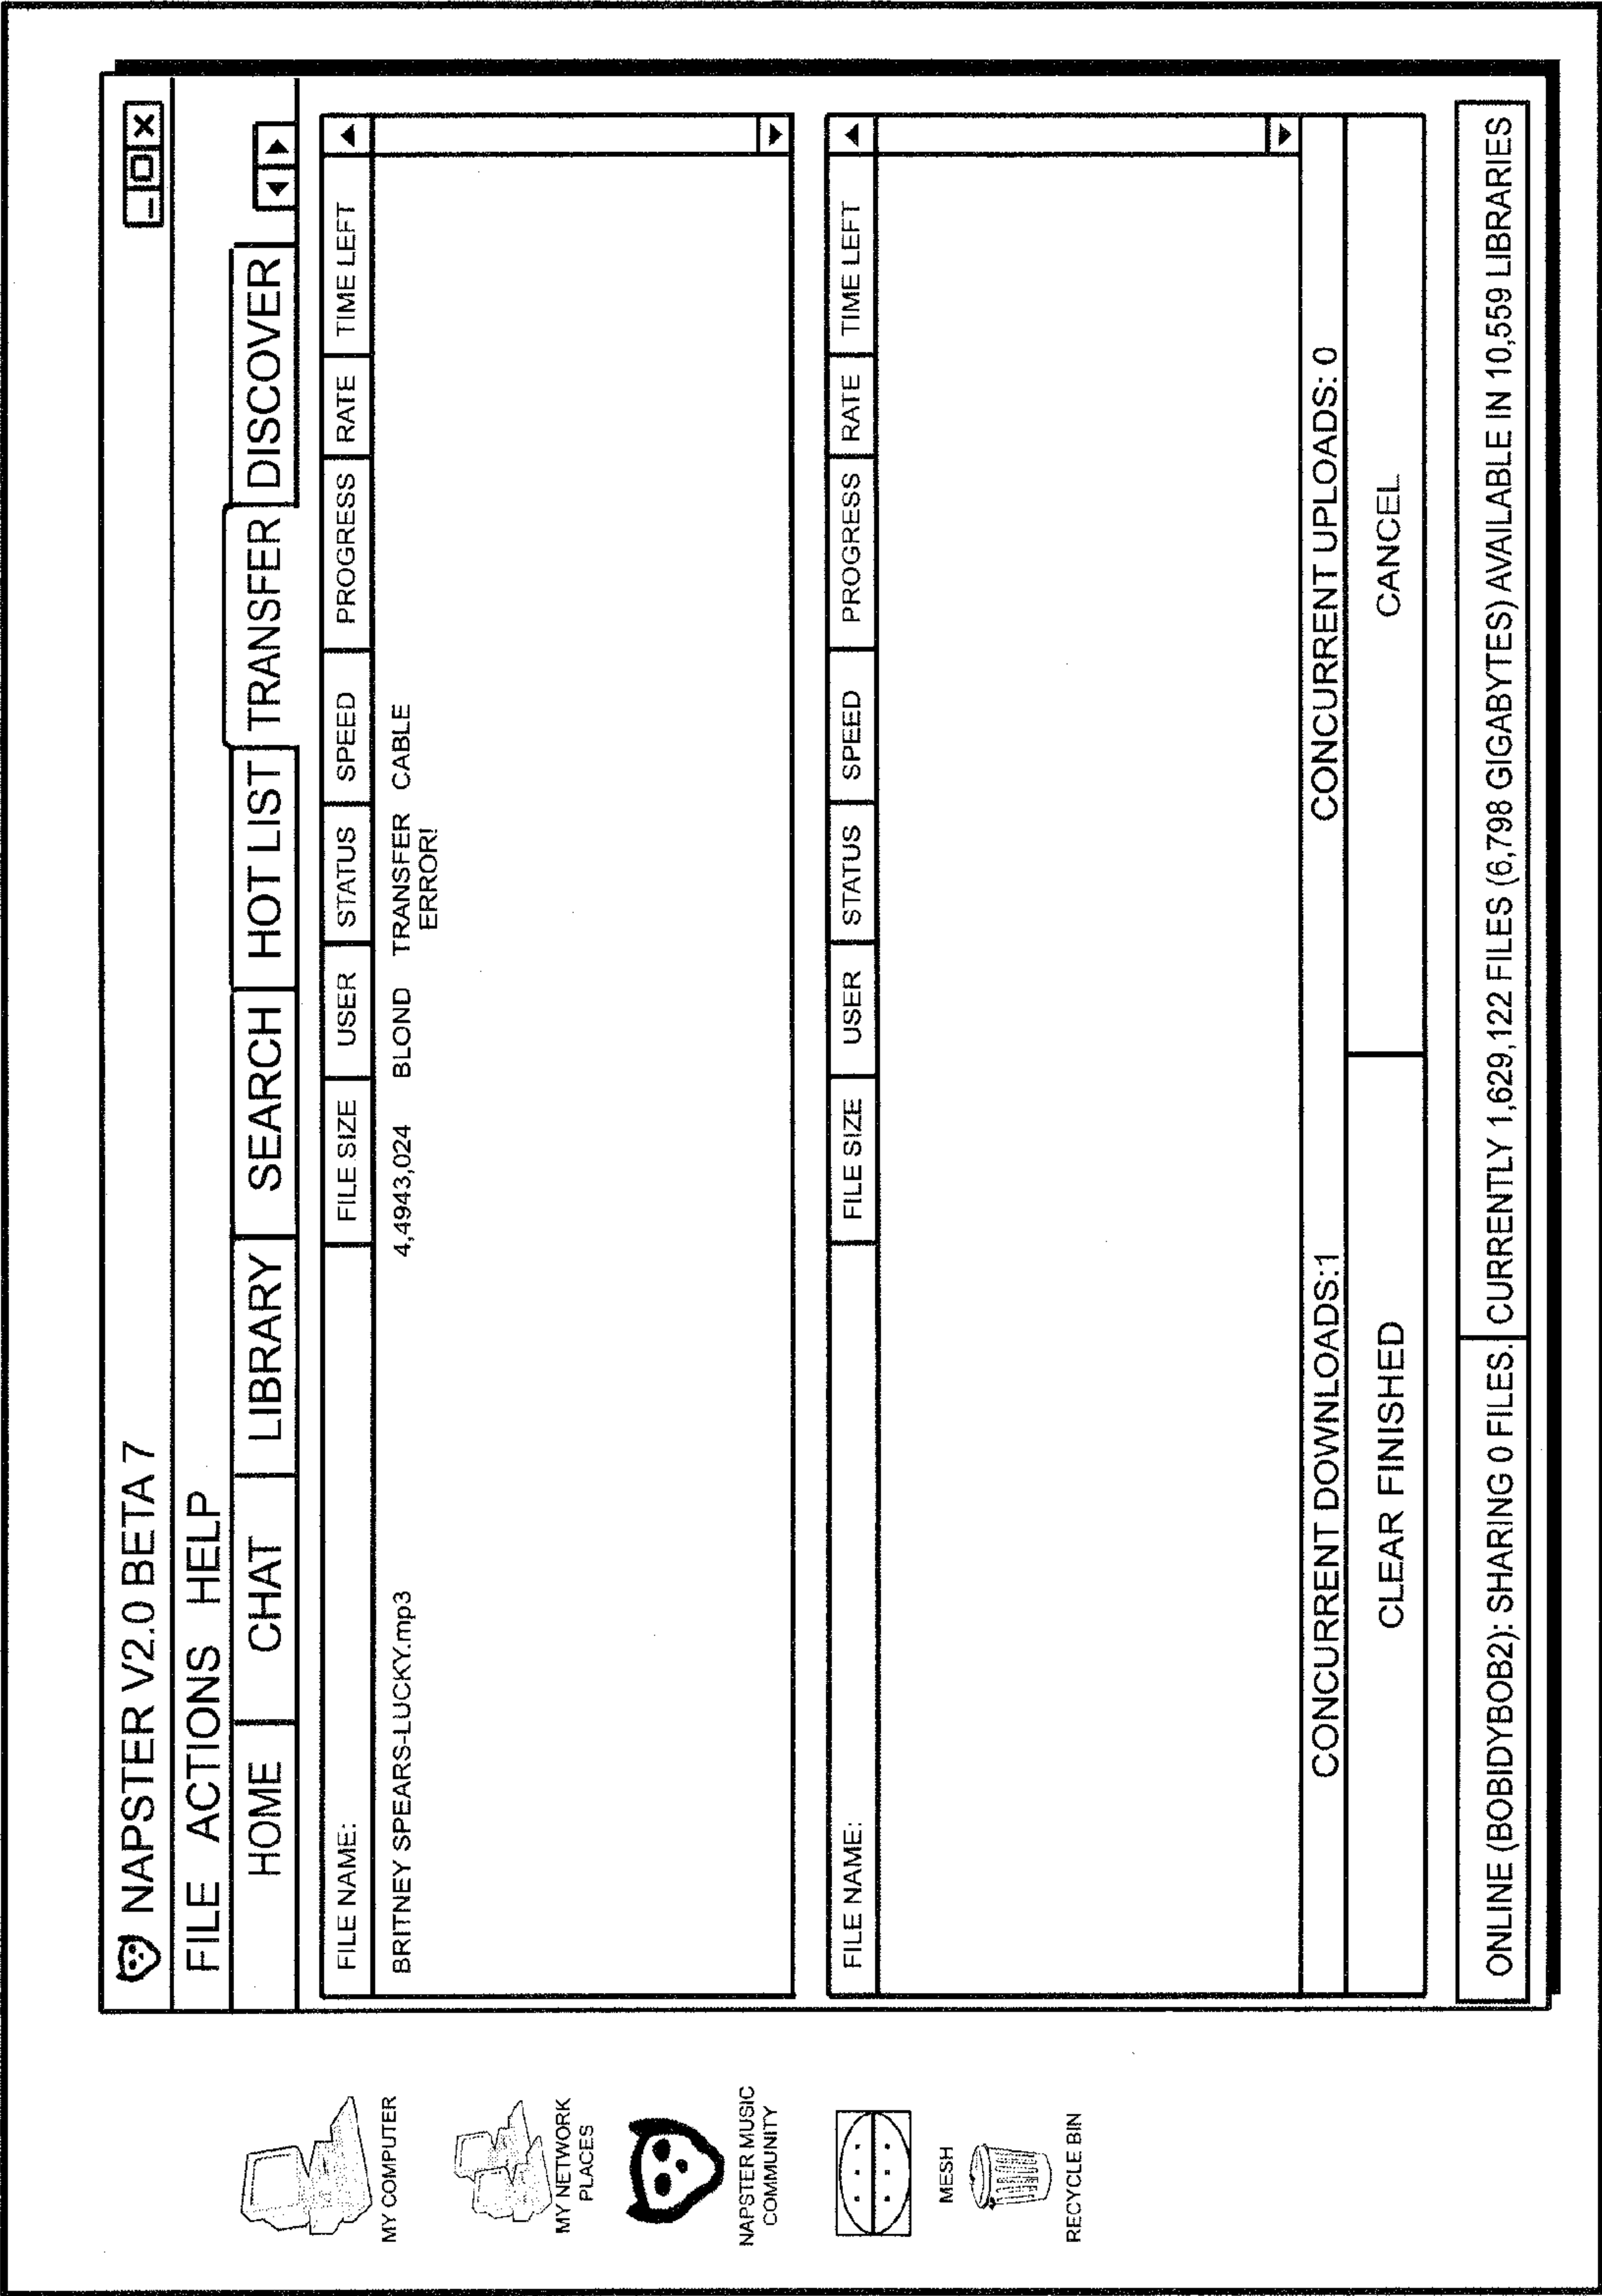 NAPSTER V2.0 BETA 7
FILE ACTIONS HELP
HOME CHAT LIBRARY SEARCH HOT LIST TRANSFER DISCOVER
FILE NAME: FILE SIZE USER STATUS SPEED PROGRESS RATE TIME LEFT
BRITNEY SPEARS-LUCKY.mp3 4,4943,024 BLOND TRANSFER CABLE
ERROR!
FILE NAME: FILE SIZE USER STATUS SPEED PROGRESS RATE TIME LEFT
CONCURRENT DOWNLOADS:1 CONCURRENT UPLOADS: 0
CLEAR FINISHED CANCEL
ONLINE (BOBIDYBOB2): SHARING 0 FILES. CURRENTLY 1,629,122 FILES (6,798 GIGABYTES) AVAILABLE IN 10,559 LIBRARIES
MY COMPUTER
MY NETWORK
PLACES
NAPSTER MUSIC
COMMUNITY
MESH
RECYCLE BIN